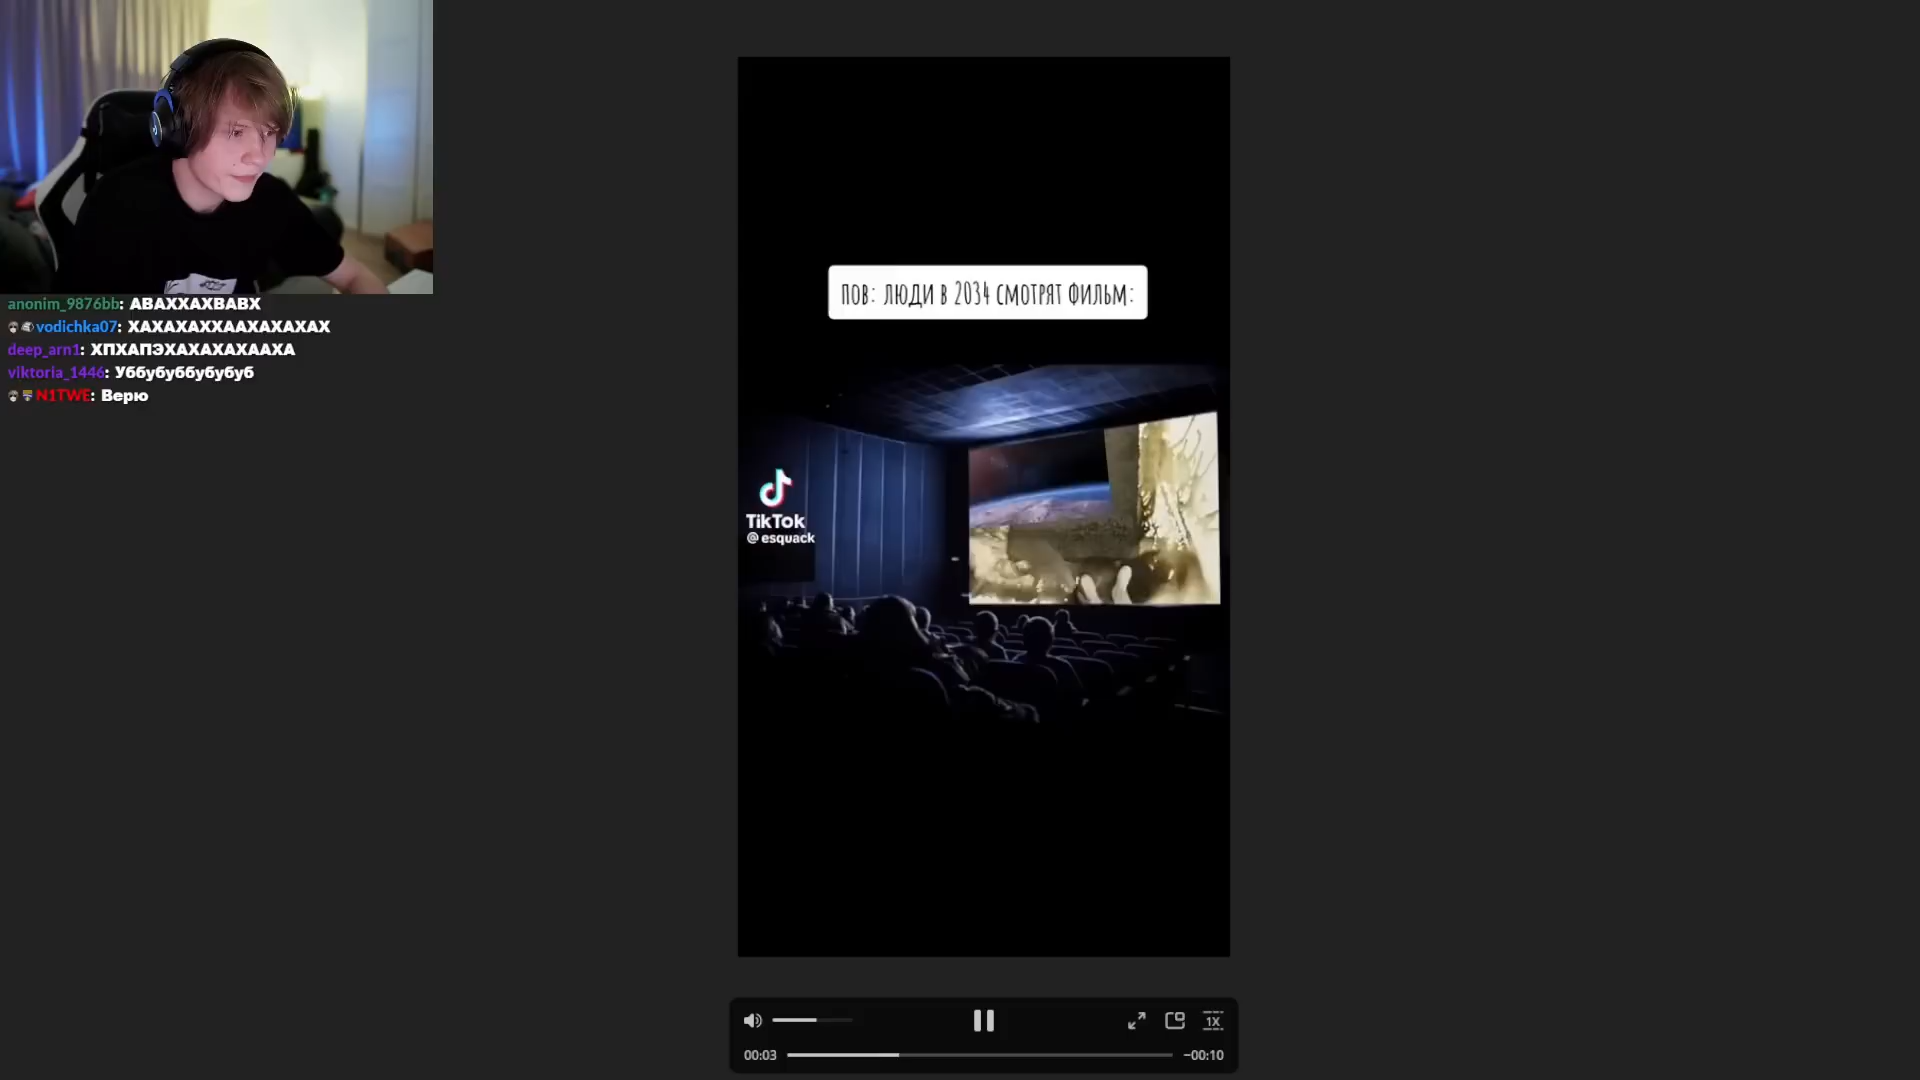 anonim_9876bb: АВАХХАХВАВХ
vodichka07: ХАХАХАХХААХАХАХАХ
deep_arn1: ХПХАПЭХАХАХАХААХА
viktoria_1446: Уббубуббубубуб
N1TWE: Верю
пов: люди в 2034 смотрят фильм:
TikTok
@esquack
1X
00:03
−00:10